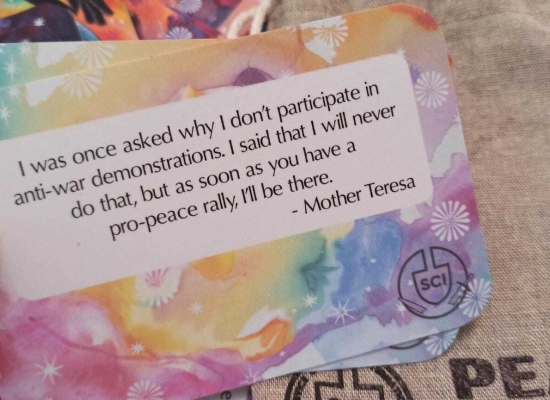 I was once asked why I don't participate in
anti-war demonstrations. I said that I will never
do that, but as soon as you have a
pro-peace rally, I'll be there.
- Mother Teresa
SCI
PE